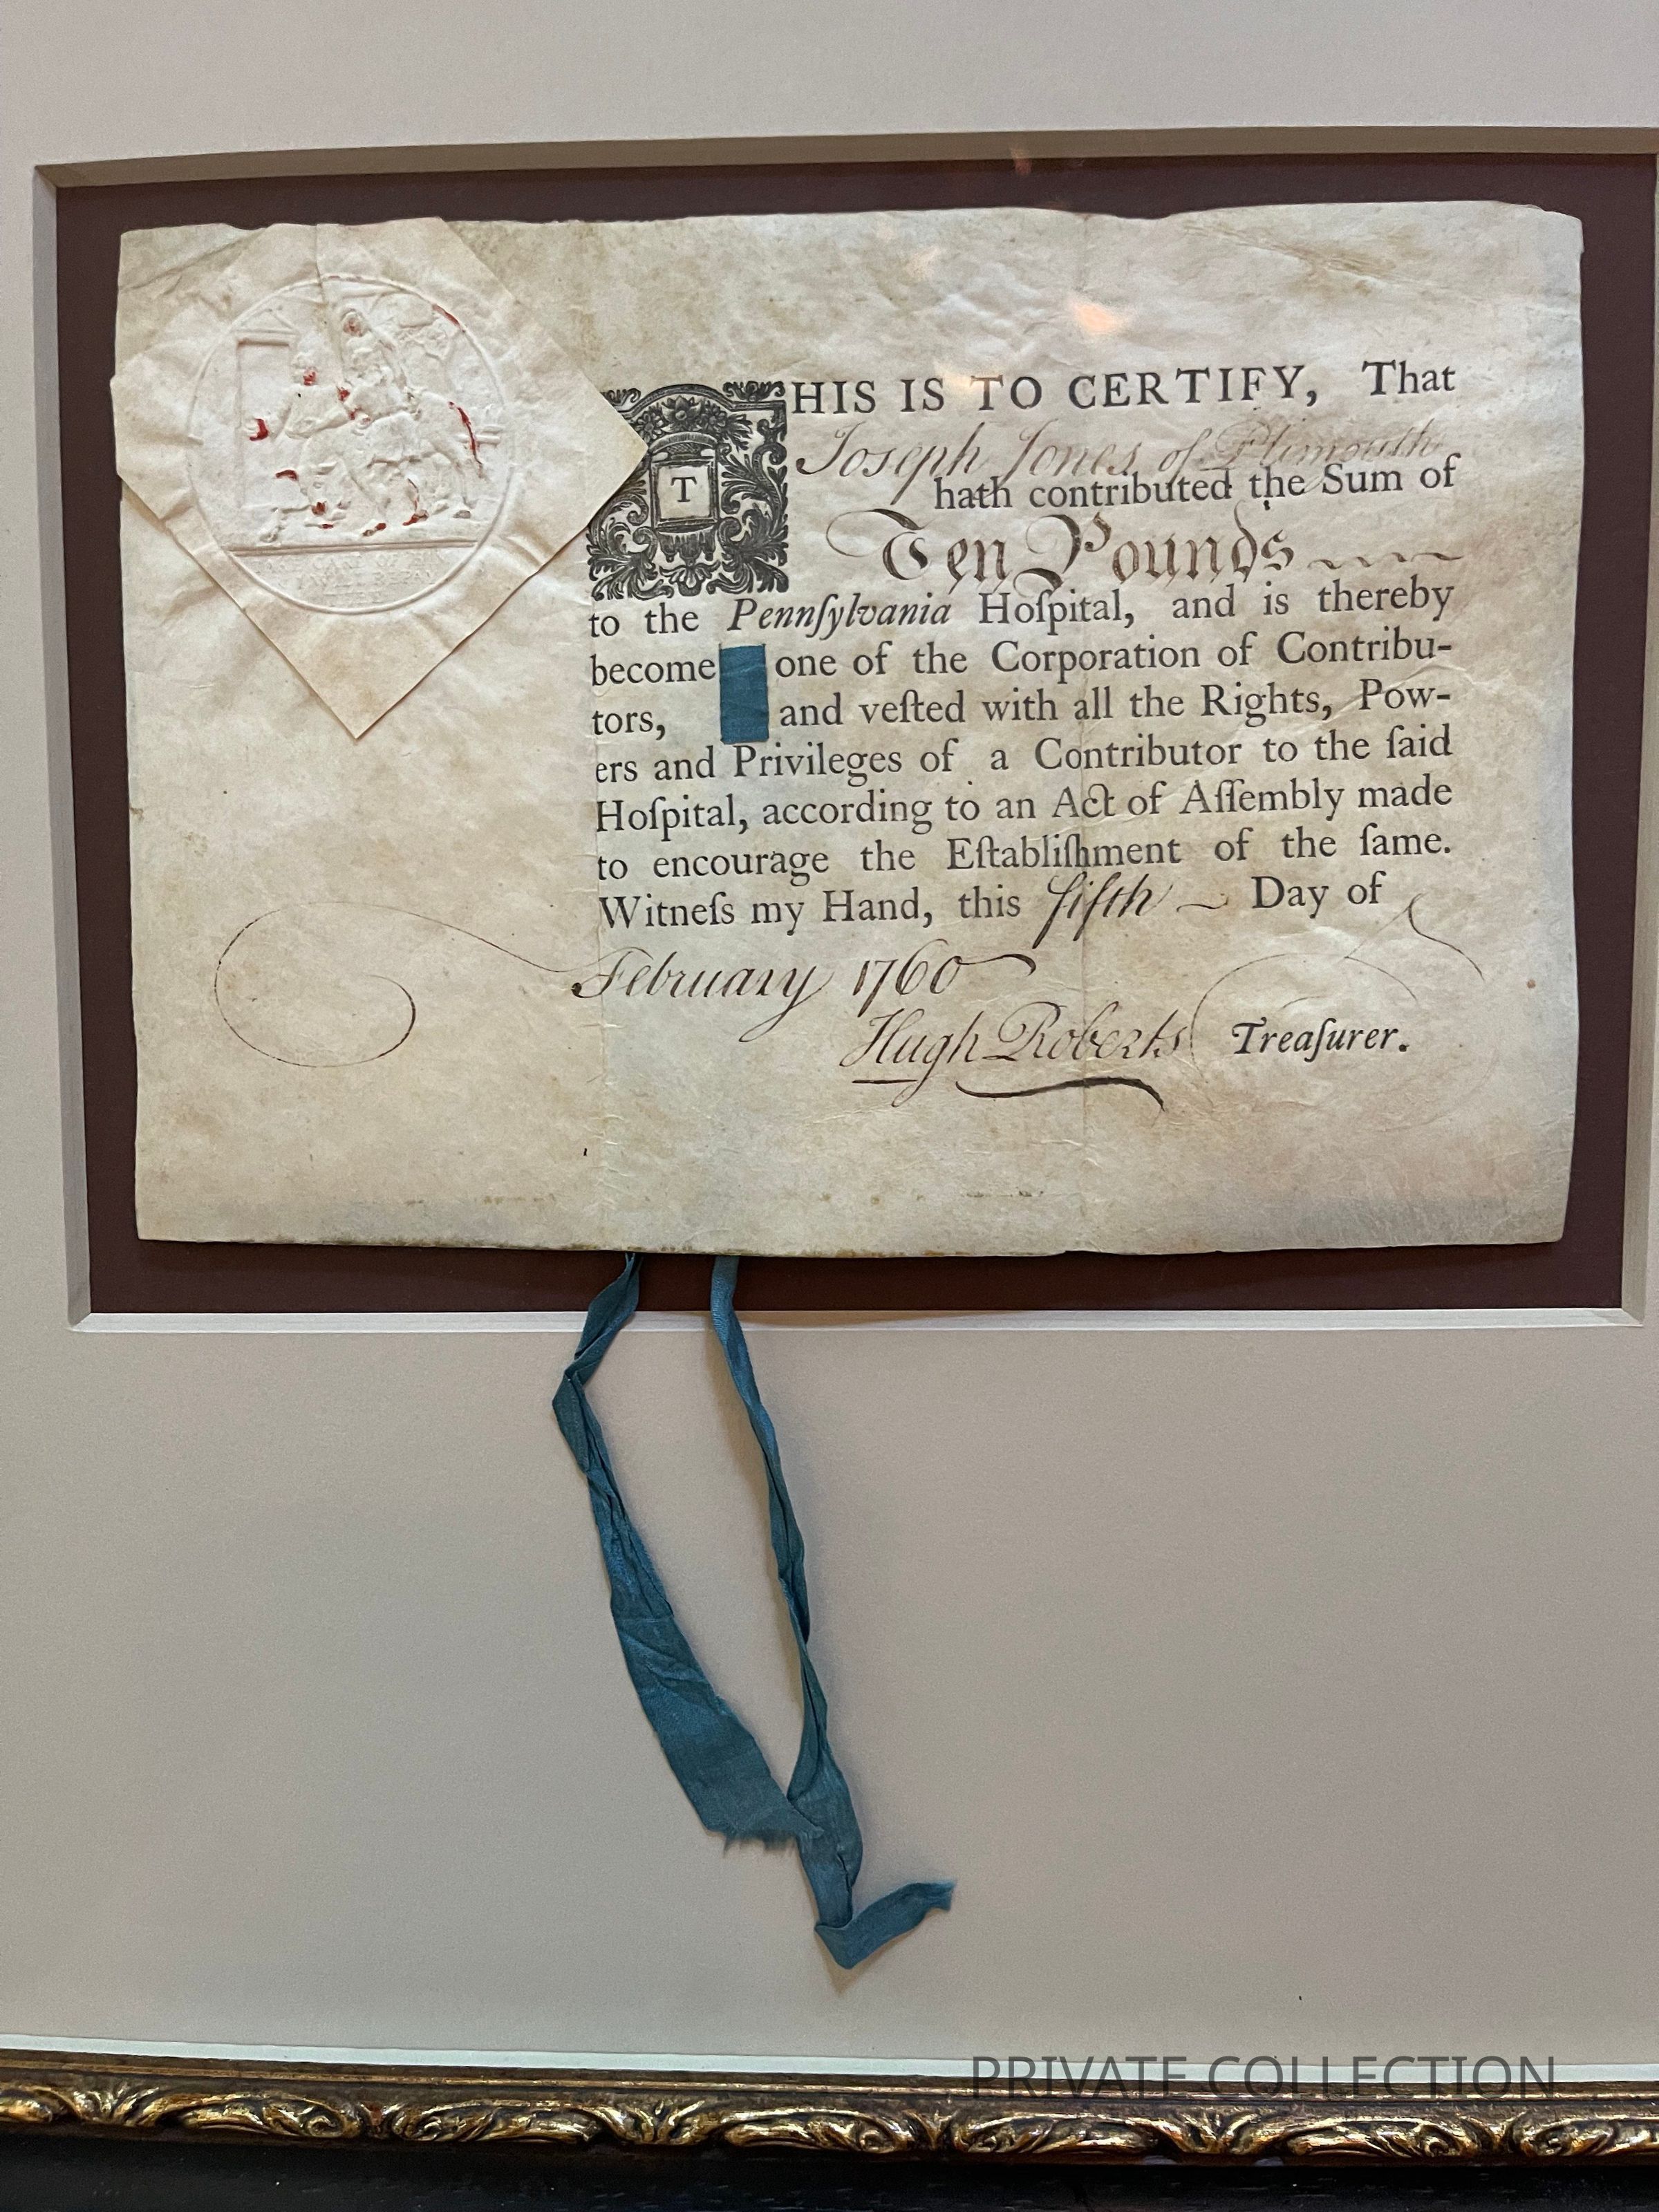 THIS IS TO CERTIFY, That
Joseph Jones of Plimouth
hath contributed the Sum of
Ten Pounds
to the Pennſylvania Hoſpital, and is thereby
become one of the Corporation of Contribu-
tors, and veſted with all the Rights, Pow-
ers and Privileges of a Contributor to the ſaid
Hoſpital, according to an Act of Aſſembly made
to encourage the Eſtabliſhment of the ſame.
Witneſs my Hand, this fifth Day of
February 1760
Hugh Roberts Treaſurer.
PRIVATE COLLECTION